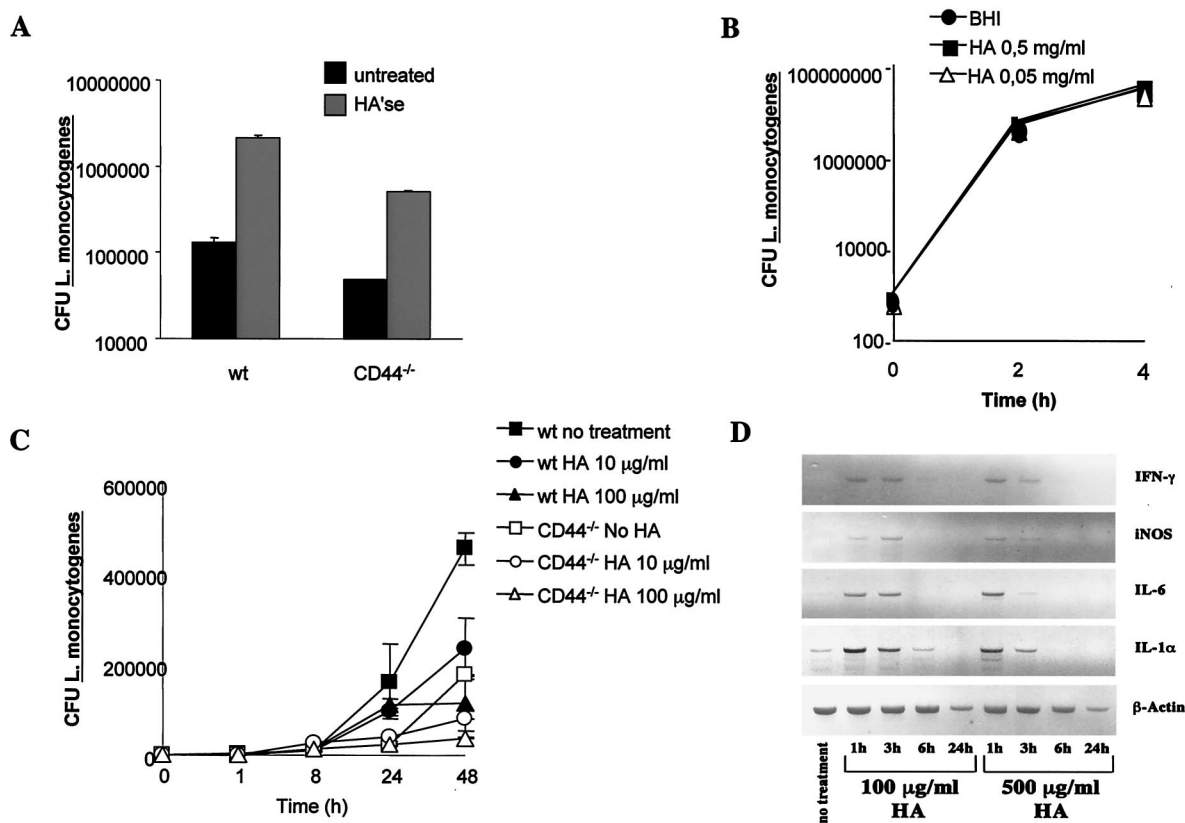 A
untreated
HA'se
CFU L. monocytogenes
10000000
1000000
100000
10000
wt
CD44-/-
B
BHI
HA 0,5 mg/ml
HA 0,05 mg/ml
CFU L. monocytogenes
100000000
1000000
10000
100
0
2
4
Time (h)
C
wt no treatment
wt HA 10 μg/ml
wt HA 100 μg/ml
CD44-/- No HA
CD44-/- HA 10 μg/ml
CD44-/- HA 100 μg/ml
CFU L. monocytogenes
600000
400000
200000
0
0 1 8 24 48
Time (h)
D
IFN-γ
iNOS
IL-6
IL-1α
β-Actin
no treatment
1h 3h 6h 24h 1h 3h 6h 24h
100 μg/ml HA
500 μg/ml HA